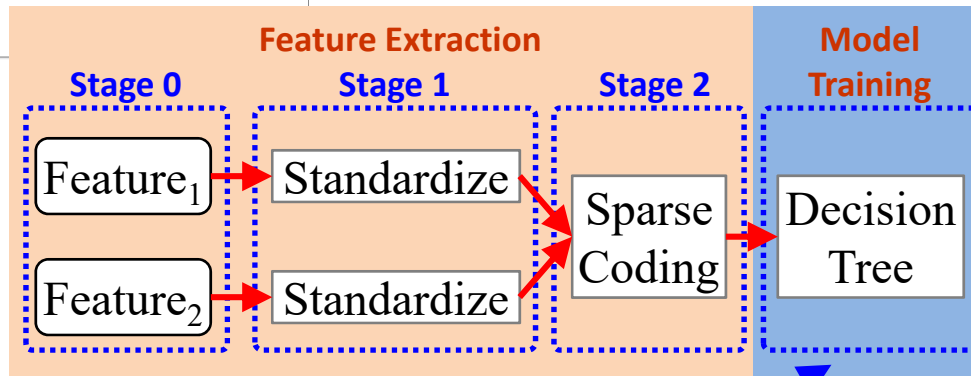 Feature Extraction
Model
Training
Stage 0
Stage 1
Stage 2
Feature₁
Standardize
Sparse
Coding
Decision
Tree
Feature₂
Standardize